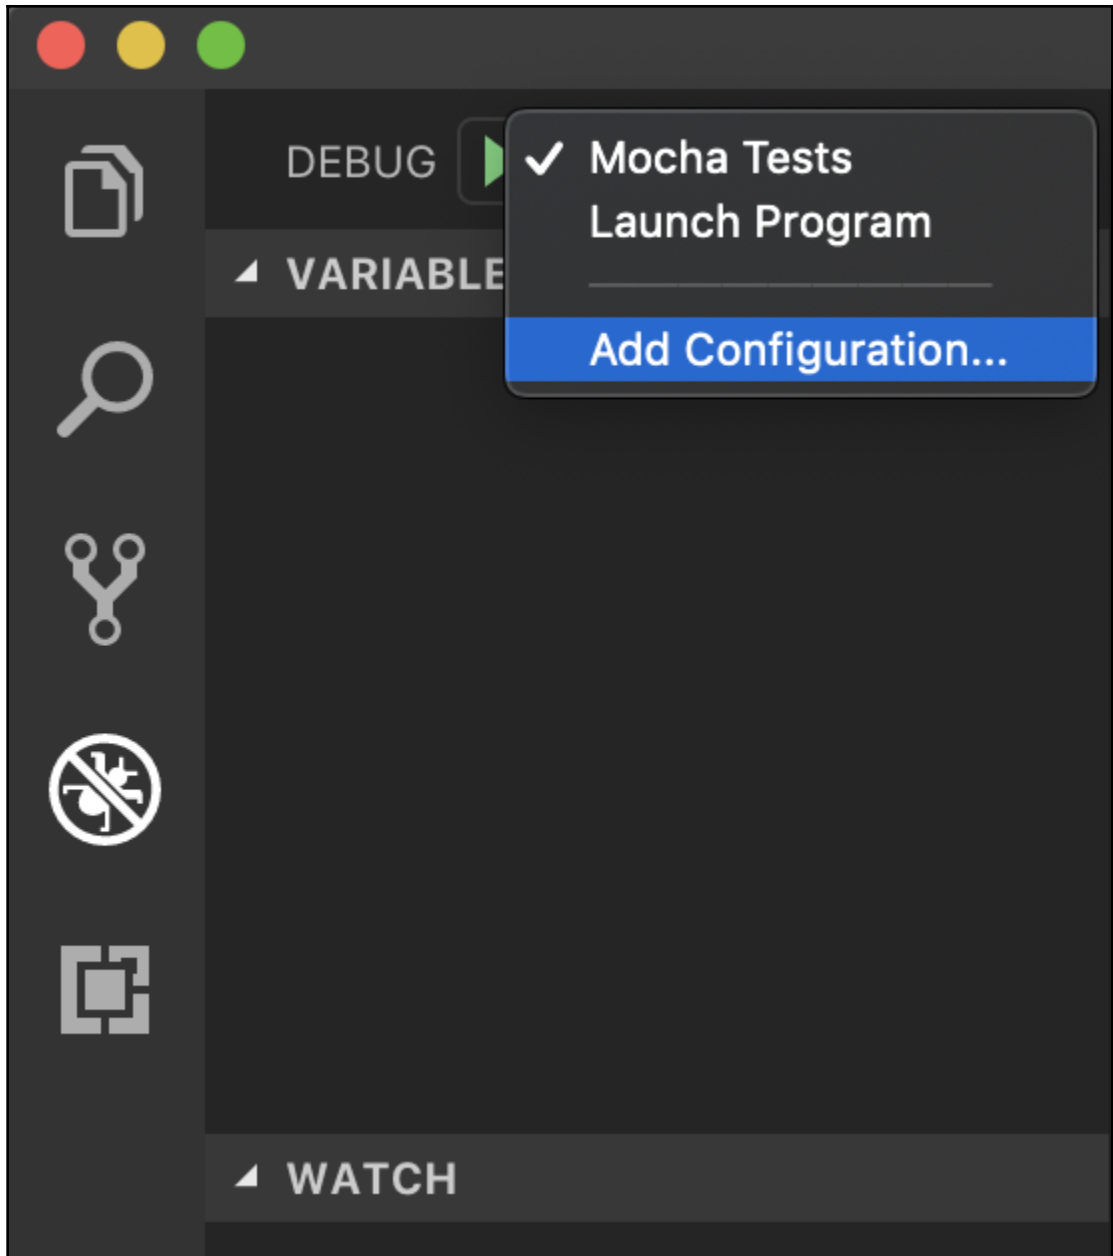 DEBUG
Mocha Tests
Launch Program
VARIABLE
Add Configuration...
WATCH